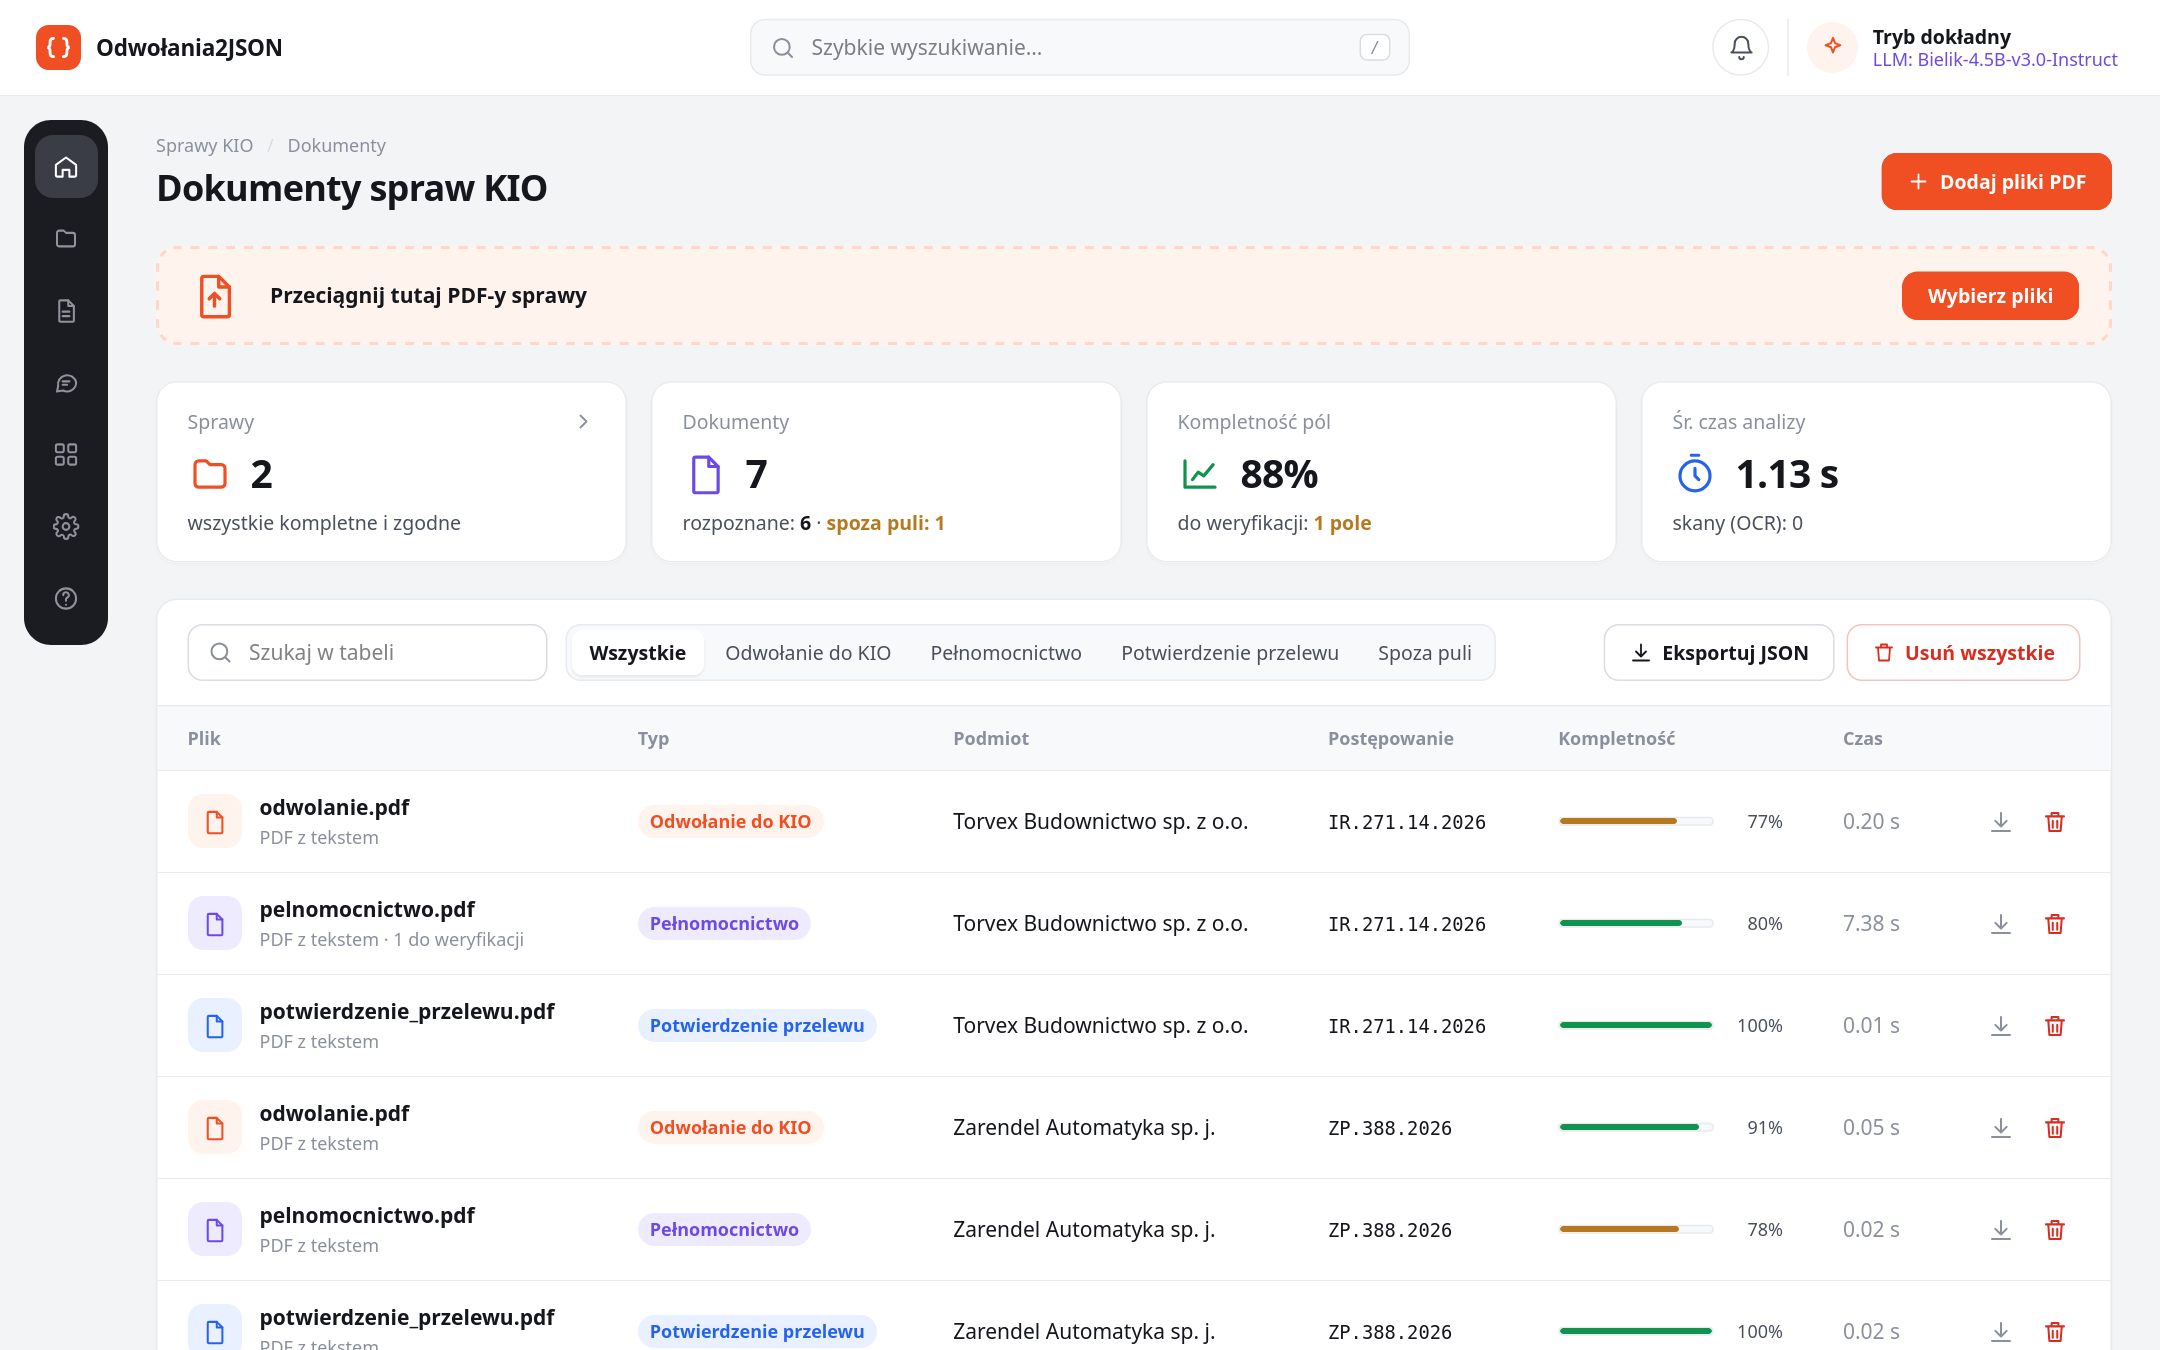 Odwołania2JSON
Szybkie wyszukiwanie... /
Tryb dokładny
LLM: Bielik-4.5B-v3.0-Instruct
Sprawy KIO / Dokumenty
Dokumenty spraw KIO
Dodaj pliki PDF
Przeciągnij tutaj PDF-y sprawy
Wybierz pliki
Sprawy
2
wszystkie kompletne i zgodne
Dokumenty
7
rozpoznane: 6 · spoza puli: 1
Kompletność pól
88%
do weryfikacji: 1 pole
Śr. czas analizy
1.13 s
skany (OCR): 0
Szukaj w tabeli
Wszystkie Odwołanie do KIO Pełnomocnictwo Potwierdzenie przelewu Spoza puli
Eksportuj JSON
Usuń wszystkie
Plik Typ Podmiot Postępowanie Kompletność Czas
odwolanie.pdf
PDF z tekstem
Odwołanie do KIO Torvex Budownictwo sp. z o.o. IR.271.14.2026 77% 0.20 s
pelnomocnictwo.pdf
PDF z tekstem · 1 do weryfikacji
Pełnomocnictwo Torvex Budownictwo sp. z o.o. IR.271.14.2026 80% 7.38 s
potwierdzenie_przelewu.pdf
PDF z tekstem
Potwierdzenie przelewu Torvex Budownictwo sp. z o.o. IR.271.14.2026 100% 0.01 s
odwolanie.pdf
PDF z tekstem
Odwołanie do KIO Zarendel Automatyka sp. j. ZP.388.2026 91% 0.05 s
pelnomocnictwo.pdf
PDF z tekstem
Pełnomocnictwo Zarendel Automatyka sp. j. ZP.388.2026 78% 0.02 s
potwierdzenie_przelewu.pdf
PDF z tekstem
Potwierdzenie przelewu Zarendel Automatyka sp. j. ZP.388.2026 100% 0.02 s